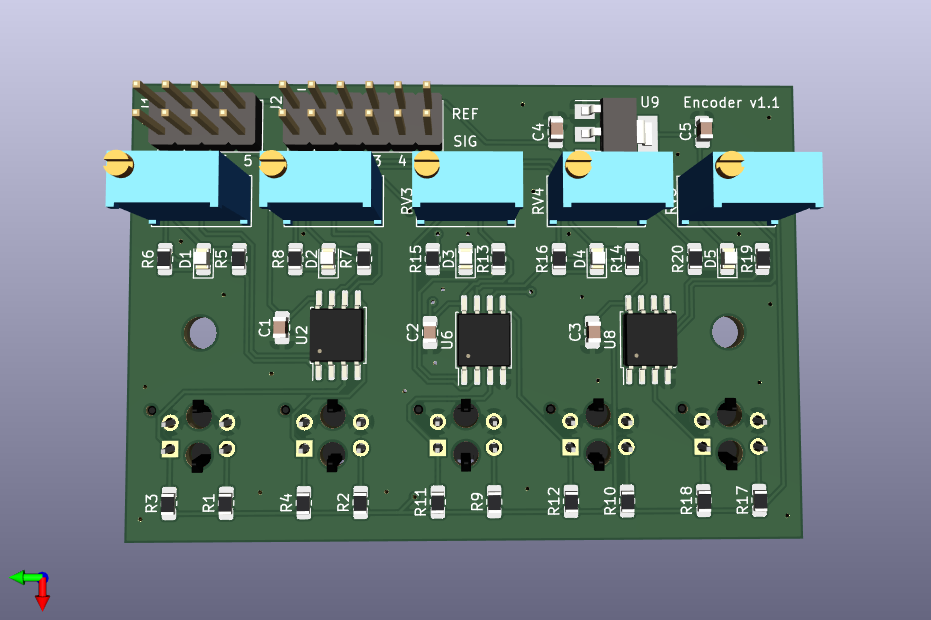 J2
U9
Encoder v1.1
REF
C4
C5
SIG
5
3
4
RV3
RV4
R6
D1
R5
R8
D2
R7
R15
D3
R13
R16
D4
R14
R20
D5
R19
C1
U2
C2
U6
C3
U8
R3
R1
R4
R2
R11
R9
R12
R10
R18
R17